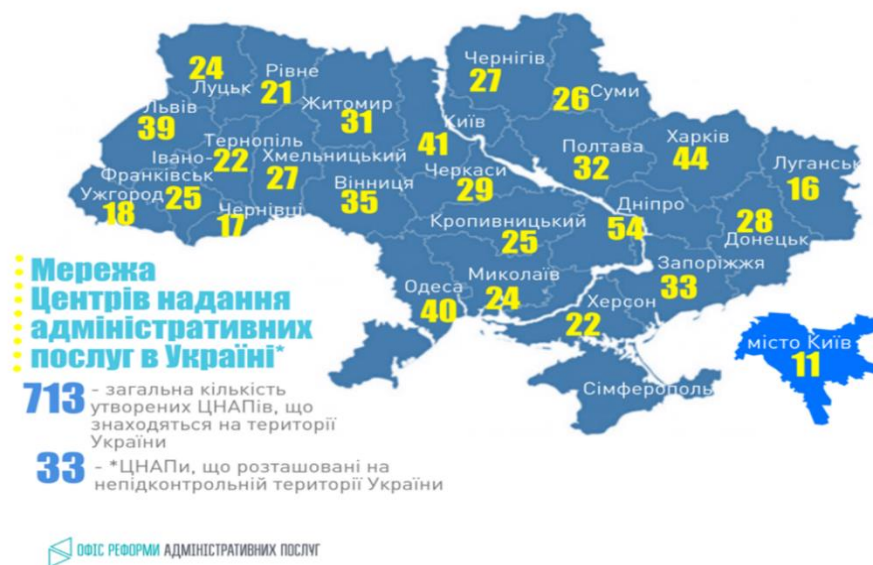 Чернігів
27
24
Луцьк
Рівне
21
26
Суми
Львів
39
Житомир
31
Київ
41
Харків
44
Полтава
32
Тернопіль
22
Івано-
Франківськ
25
Хмельницький
27
Луганськ
16
Черкаси
29
Вінниця
35
Ужгород
18
Чернівці
17
Дніпро
54
28
Донецьк
Кропивницький
25
Запоріжжя
33
Одеса
40
Миколаїв
24
Херсон
22
місто Київ
11
Сімферополь
Мережа
Центрів надання
адміністративних
послуг в Україні*
713 - загальна кількість
утворених ЦНАПів, що
знаходяться на території
України
33 - *ЦНАПи, що розташовані на
непідконтрольній території України
ОФІС РЕФОРМИ АДМІНІСТРАТИВНИХ ПОСЛУГ